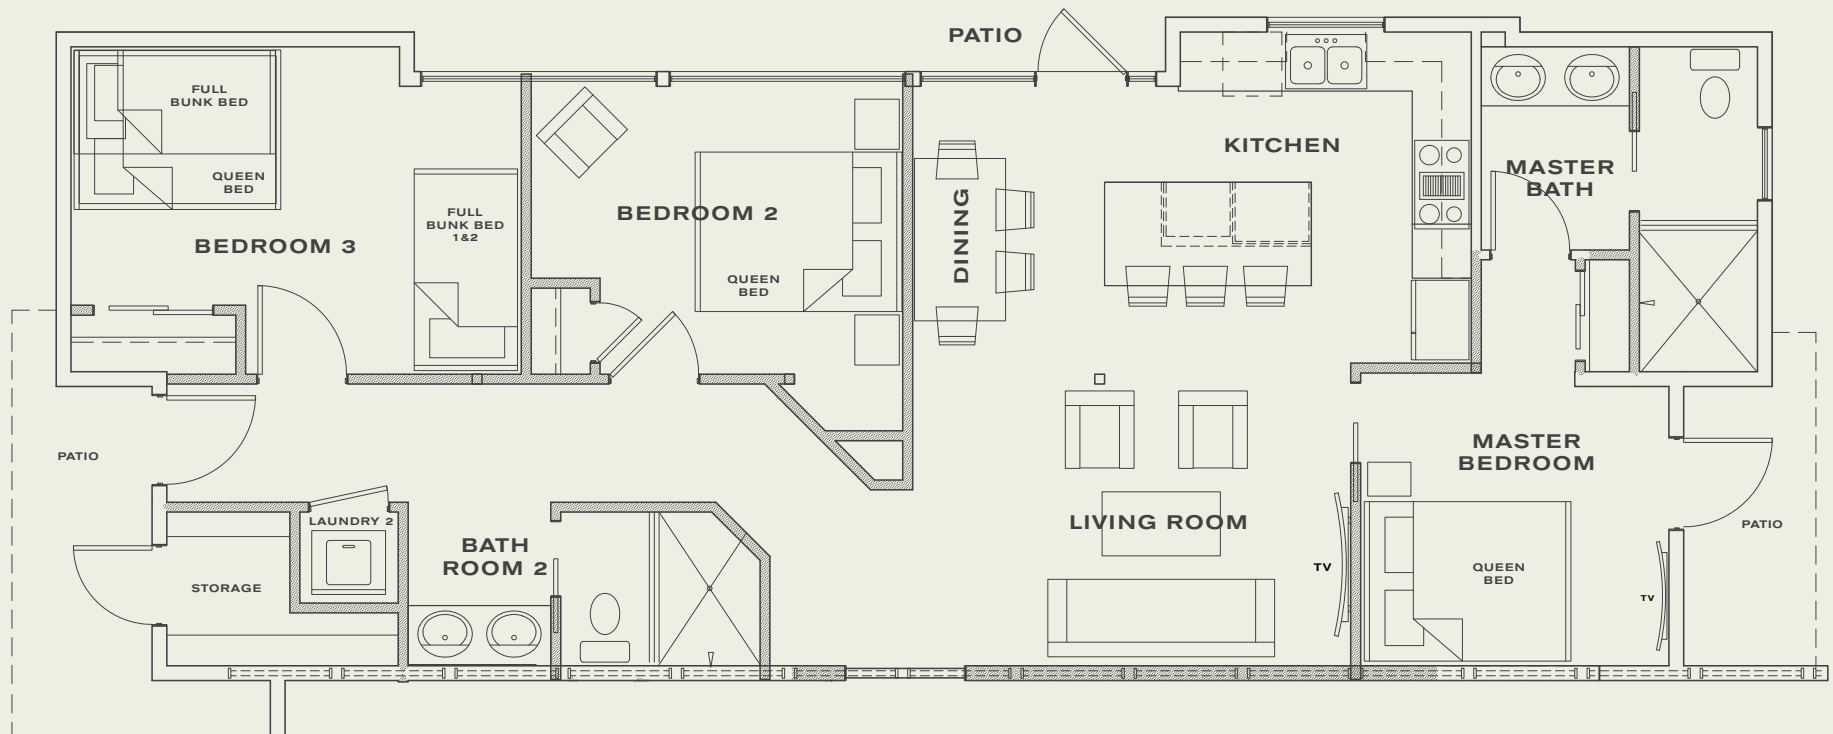 PATIO
FULL
BUNK BED
QUEEN
BED
BEDROOM 3
FULL
BUNK BED
1&2
BEDROOM 2
QUEEN
BED
DINING
KITCHEN
MASTER
BATH
PATIO
LAUNDRY 2
STORAGE
BATH
ROOM 2
LIVING ROOM
TV
MASTER
BEDROOM
QUEEN
BED
TV
PATIO